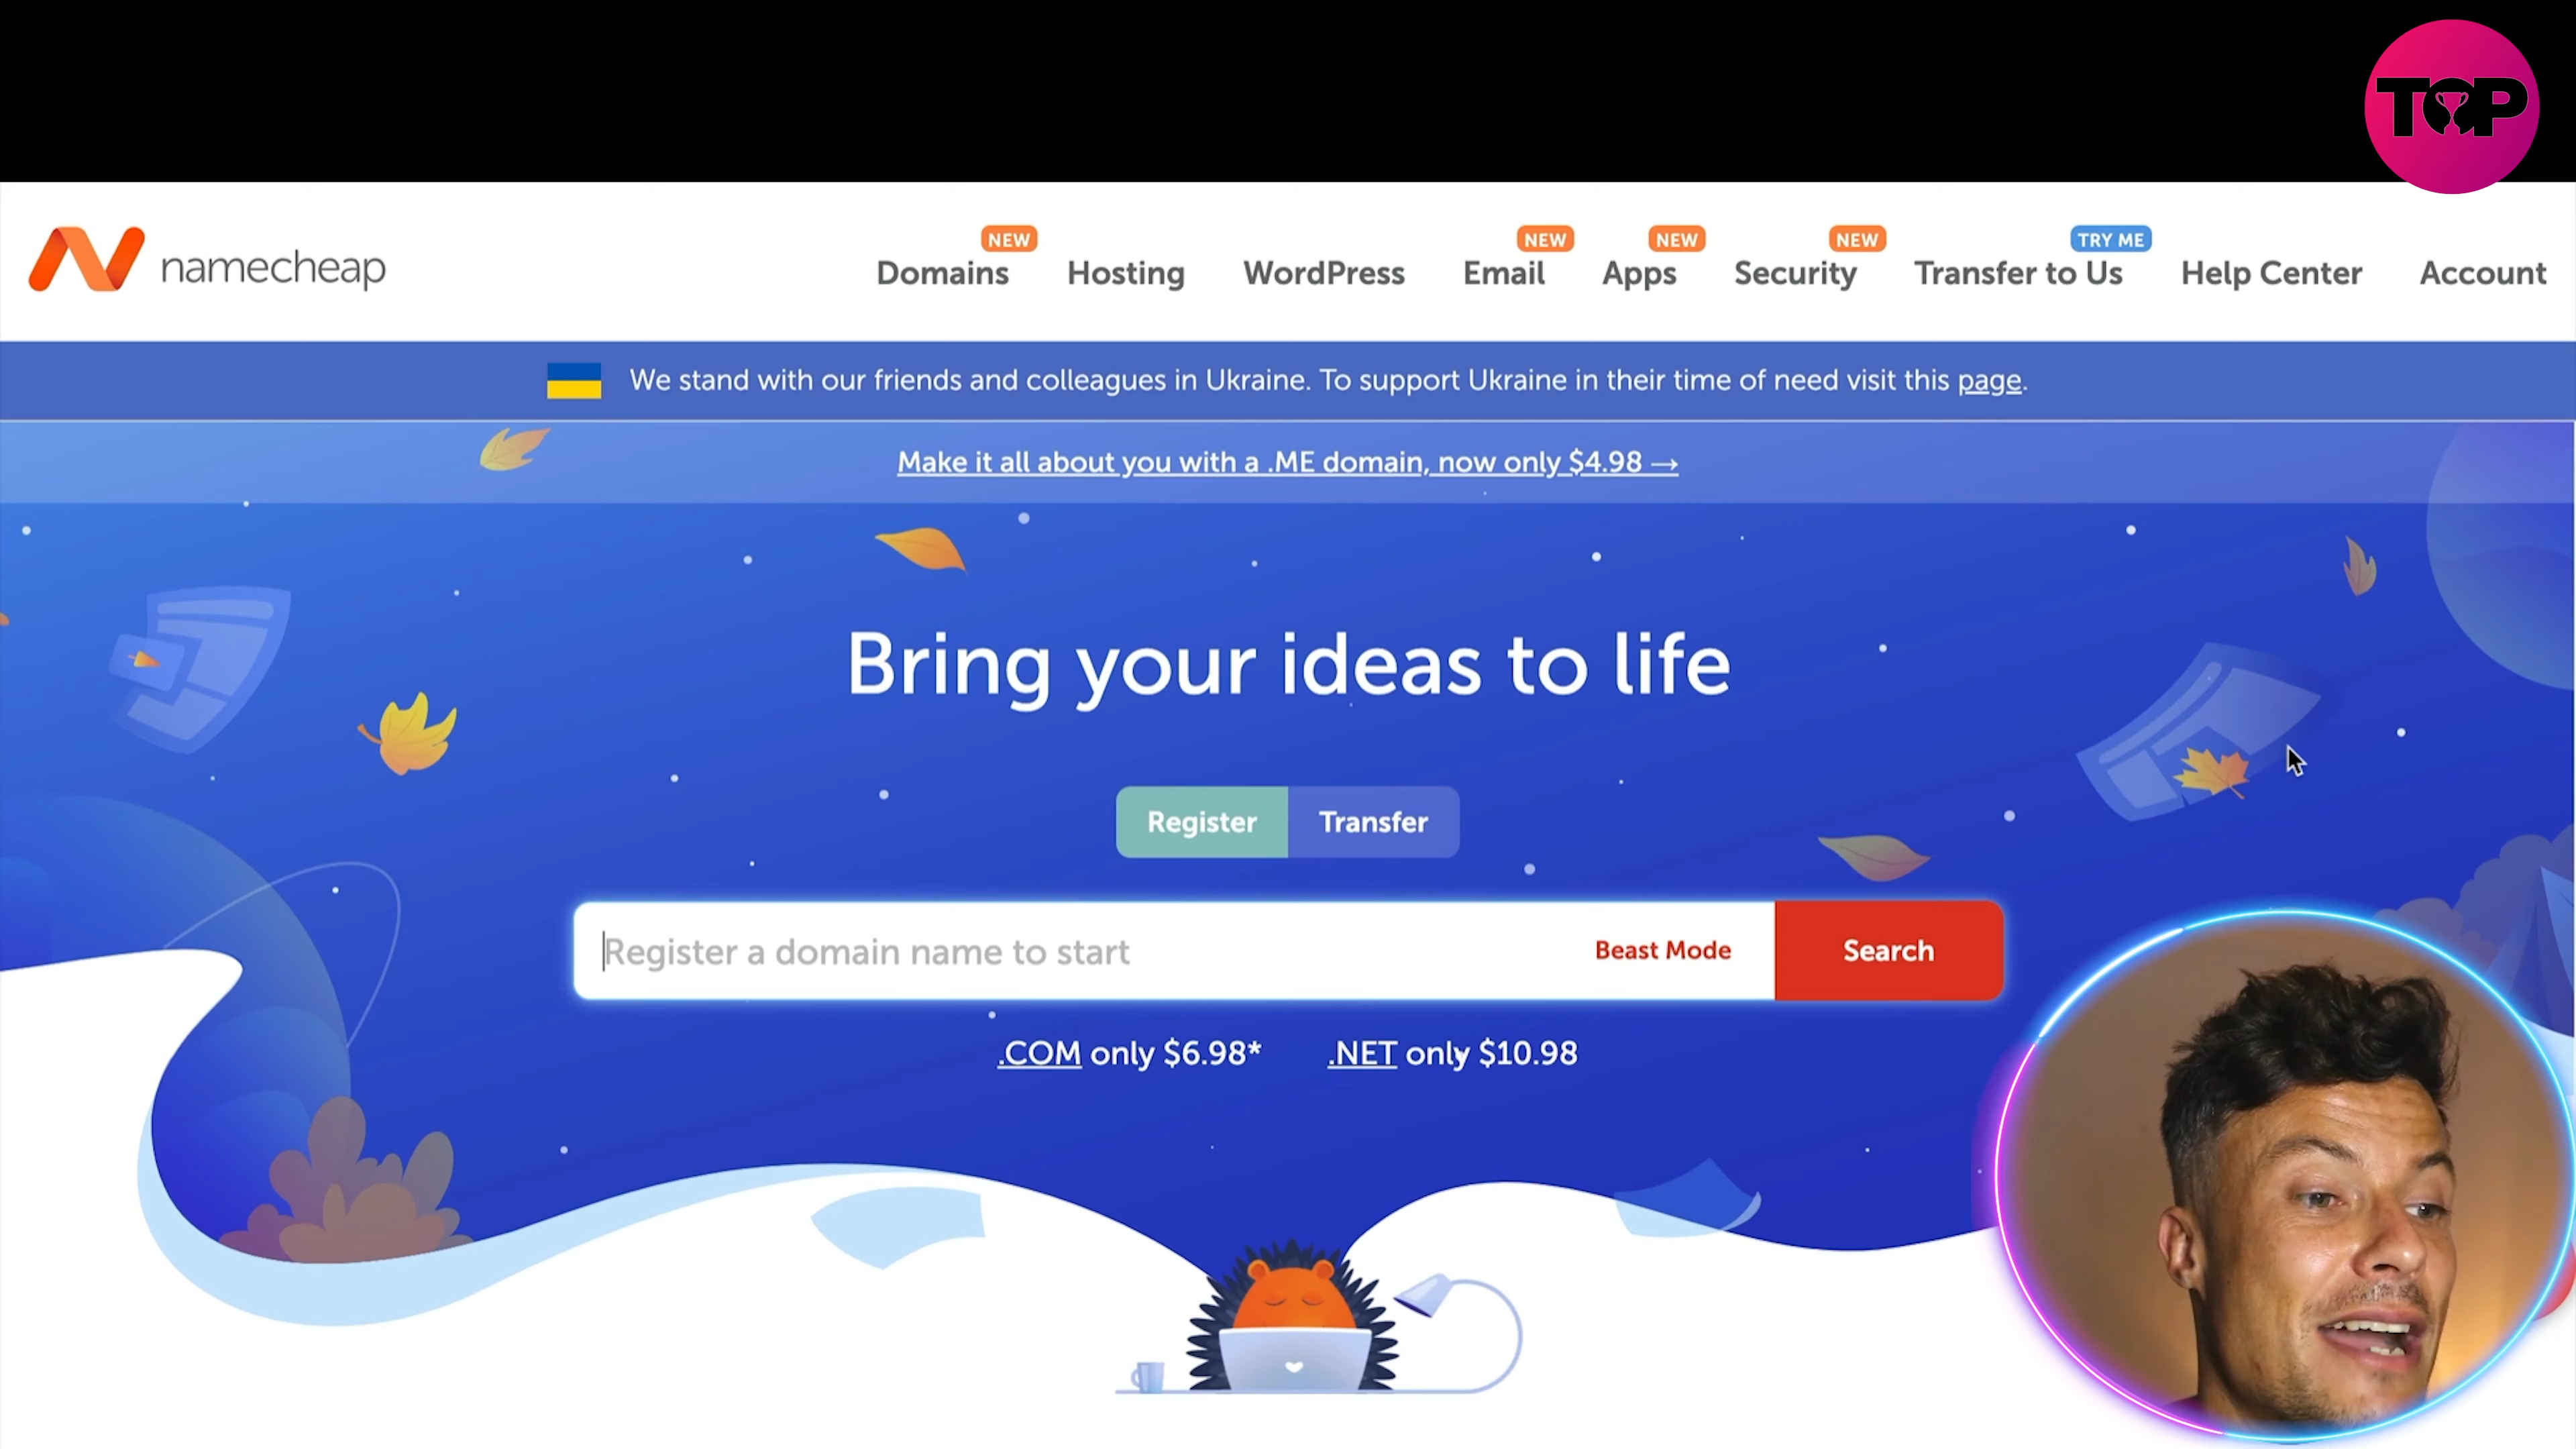 TOP
namecheap
NEW NEW NEW NEW TRY ME
Domains Hosting WordPress Email Apps Security Transfer to Us Help Center Account
We stand with our friends and colleagues in Ukraine. To support Ukraine in their time of need visit this page.
Make it all about you with a .ME domain, now only $4.98 →
Bring your ideas to life
Register Transfer
Register a domain name to start Beast Mode Search
.COM only $6.98* .NET only $10.98